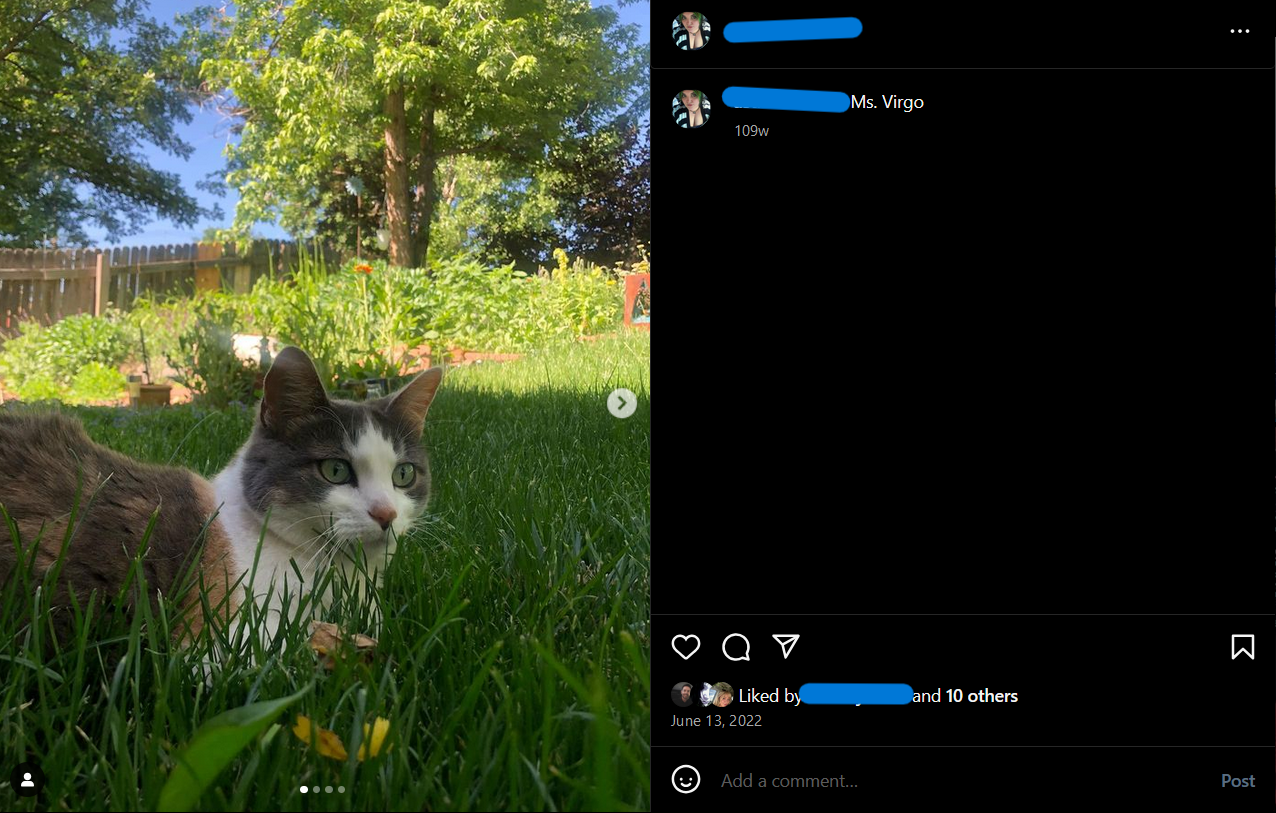 Ms. Virgo
109w
Liked by
and 10 others
June 13, 2022
Add a comment...
Post